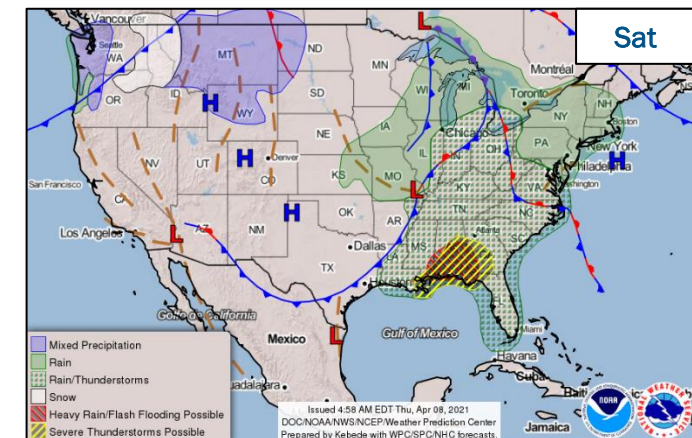 Sat
Vancouver
Seattle
WA
MT
ND
MN
Montréal
OR
ID
WY
SD
WI
MI
Toronto
NH
NY
Boston
H
L
IA
Chicago
New York
NV
UT
H
Denver
CO
NE
IL
IN
OH
PA
Philadelphia
H
San Francisco
CA
KS
MO
L
KY
VA
Washington
Los Angeles
L
AZ
NM
H
OK
AR
TN
NC
Dallas
MS
Atlanta
SC
TX
LA
Golfo de California
Mexico
L
Gulf of Mexico
Miami
Havana
Cuba
Jamaica
Mixed Precipitation
Rain
Rain/Thunderstorms
Snow
Heavy Rain/Flash Flooding Possible
Severe Thunderstorms Possible
Issued 4:58 AM EDT Thu, Apr 08, 2021
DOC/NOAA/NWS/NCEP/Weather Prediction Center
Prepared by Kebede with WPC/SPC/NHC forecasts.
NOAA